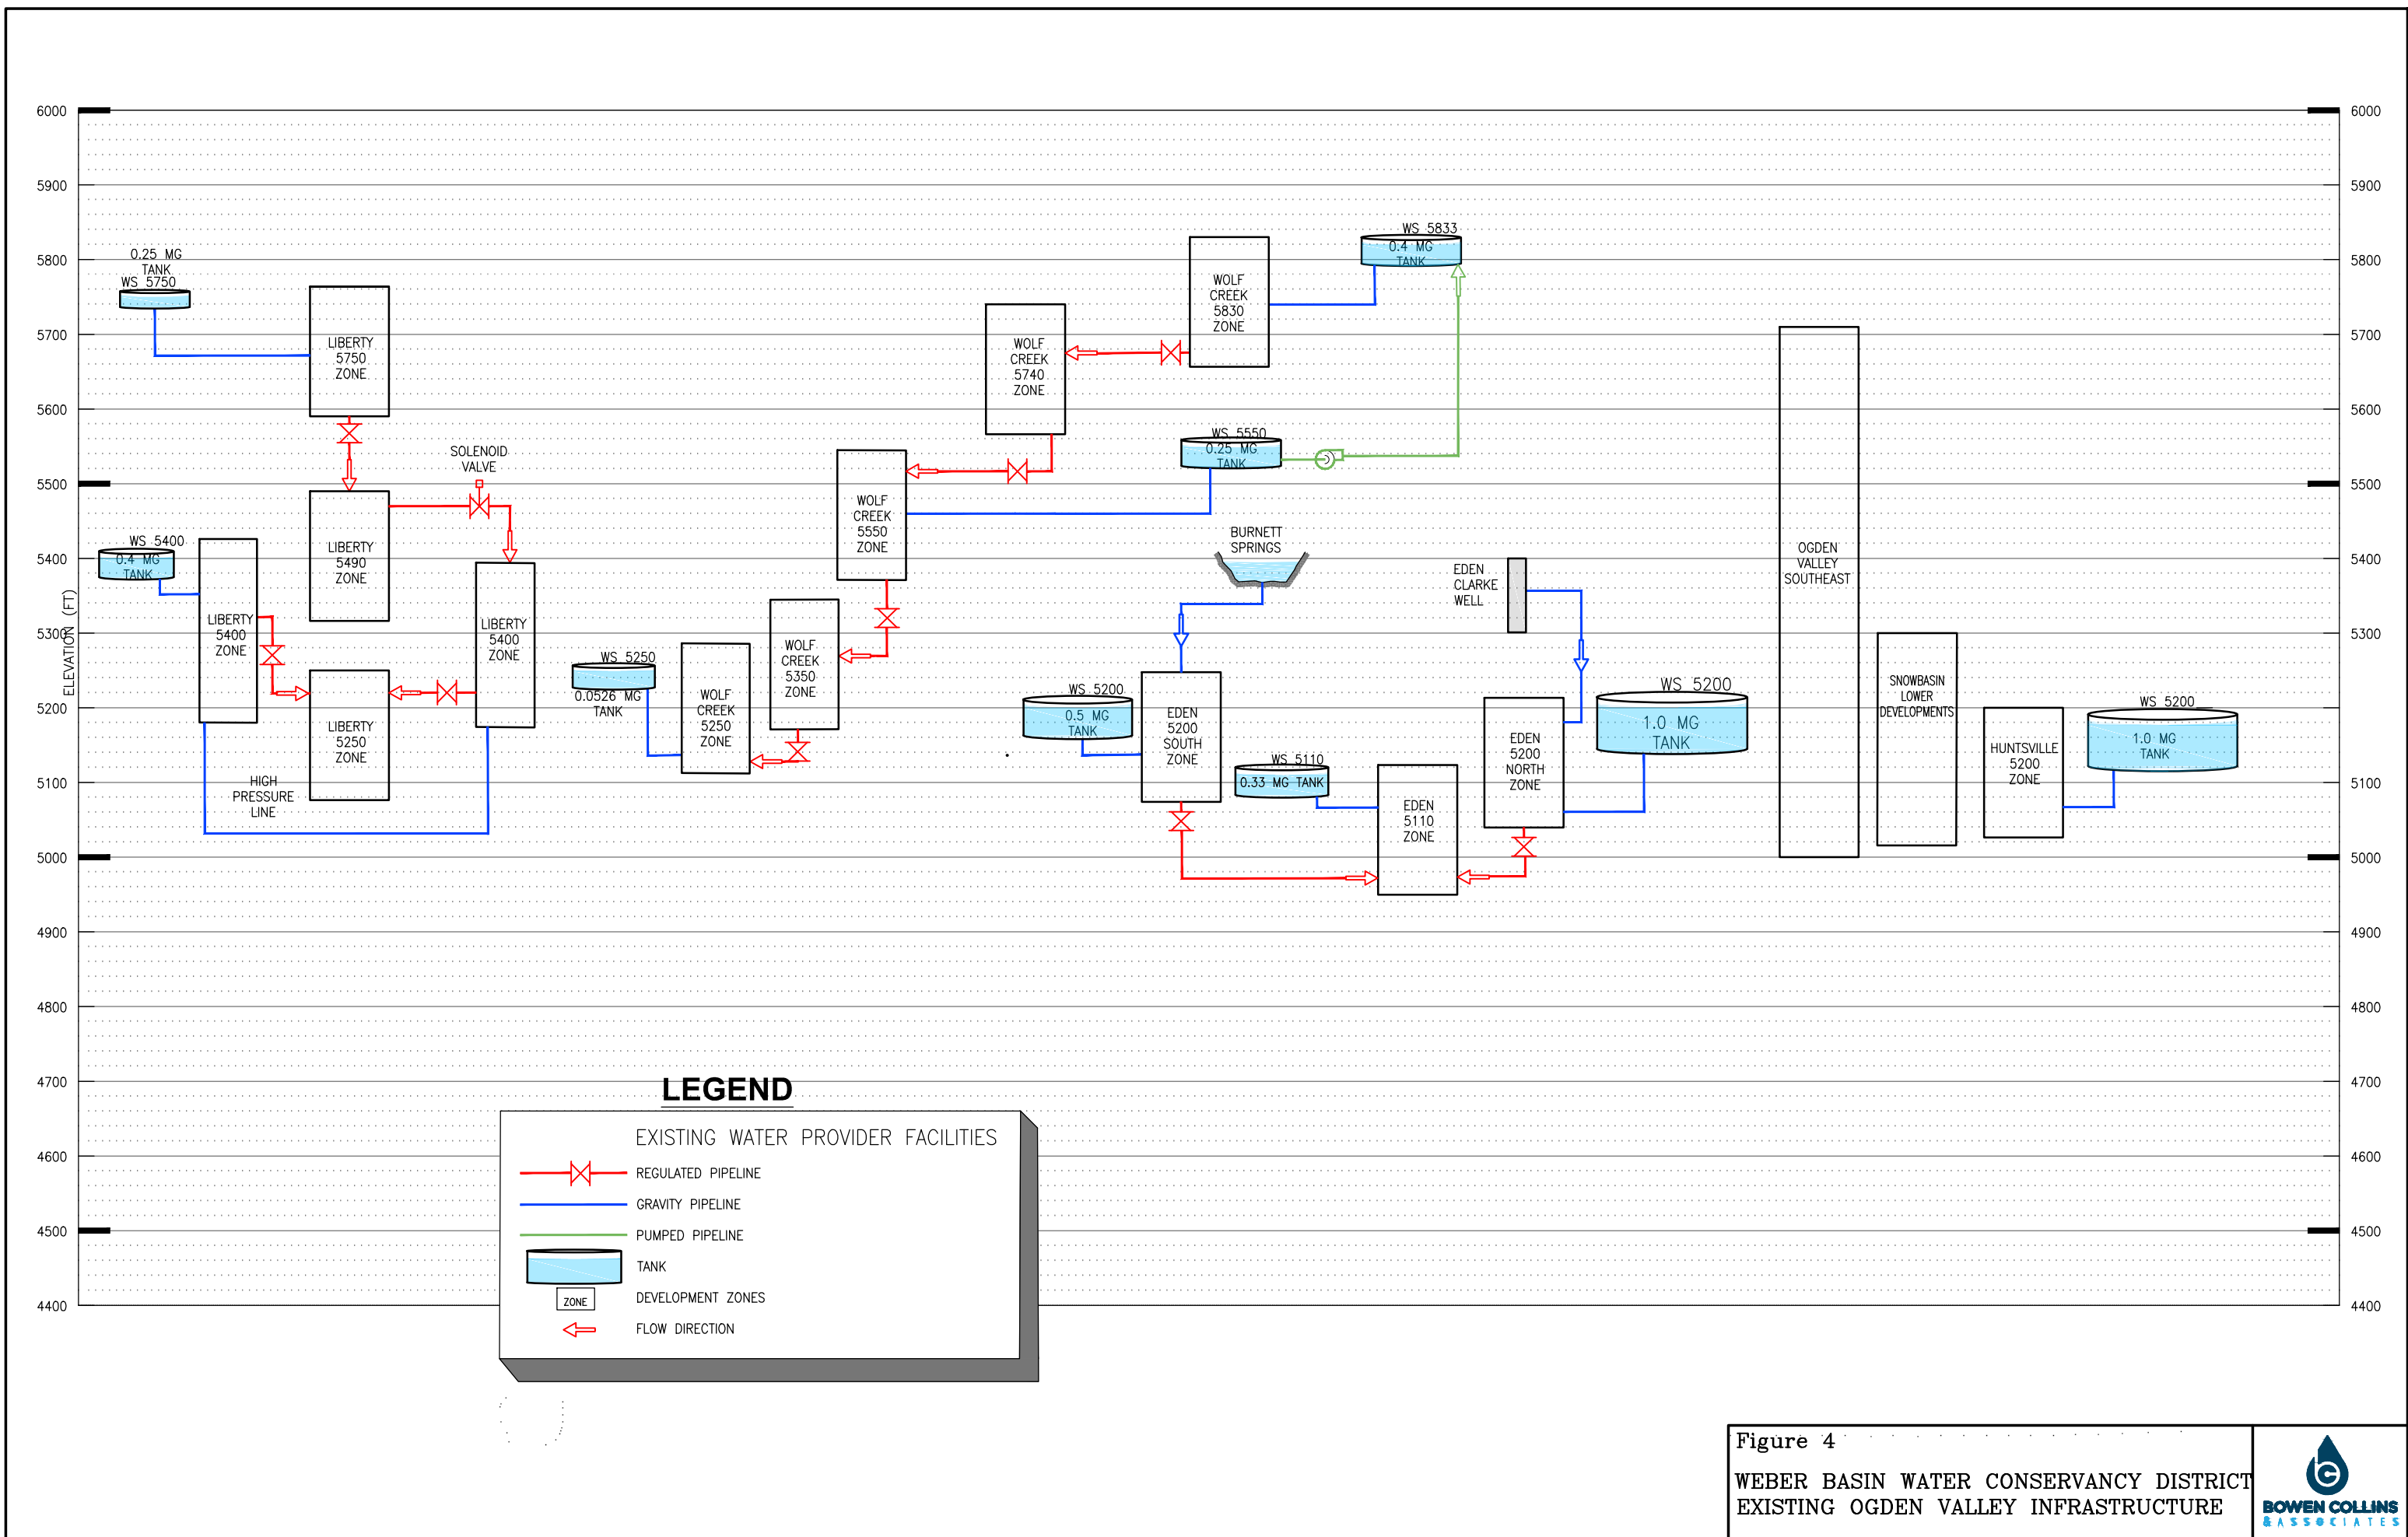 6000
5900
5800
5700
5600
5500
5400
5300
5200
5100
5000
4900
4800
4700
4600
4500
4400
ELEVATION (FT)
0.25 MG
TANK
WS 5750
LIBERTY
5750
ZONE
SOLENOID
VALVE
WS 5400
0.4 MG
TANK
LIBERTY
5400
ZONE
LIBERTY
5490
ZONE
LIBERTY
5400
ZONE
LIBERTY
5250
ZONE
HIGH
PRESSURE
LINE
WS 5250
0.0526 MG
TANK
WOLF
CREEK
5250
ZONE
WOLF
CREEK
5350
ZONE
WOLF
CREEK
5550
ZONE
WOLF
CREEK
5740
ZONE
WOLF
CREEK
5830
ZONE
WS 5833
0.4 MG
TANK
WS 5550
0.25 MG
TANK
BURNETT
SPRINGS
WS 5200
0.5 MG
TANK
EDEN
5200
SOUTH
ZONE
WS 5110
0.33 MG TANK
EDEN
5110
ZONE
EDEN
CLARKE
WELL
EDEN
5200
NORTH
ZONE
WS 5200
1.0 MG
TANK
OGDEN
VALLEY
SOUTHEAST
SNOWBASIN
LOWER
DEVELOPMENTS
HUNTSVILLE
5200
ZONE
WS 5200
1.0 MG
TANK
6000
5900
5800
5700
5600
5500
5400
5300
5200
5100
5000
4900
4800
4700
4600
4500
4400
LEGEND
EXISTING WATER PROVIDER FACILITIES
REGULATED PIPELINE
GRAVITY PIPELINE
PUMPED PIPELINE
TANK
ZONE DEVELOPMENT ZONES
FLOW DIRECTION
Figure 4
WEBER BASIN WATER CONSERVANCY DISTRICT
EXISTING OGDEN VALLEY INFRASTRUCTURE
BOWEN COLLINS
& ASSOCIATES